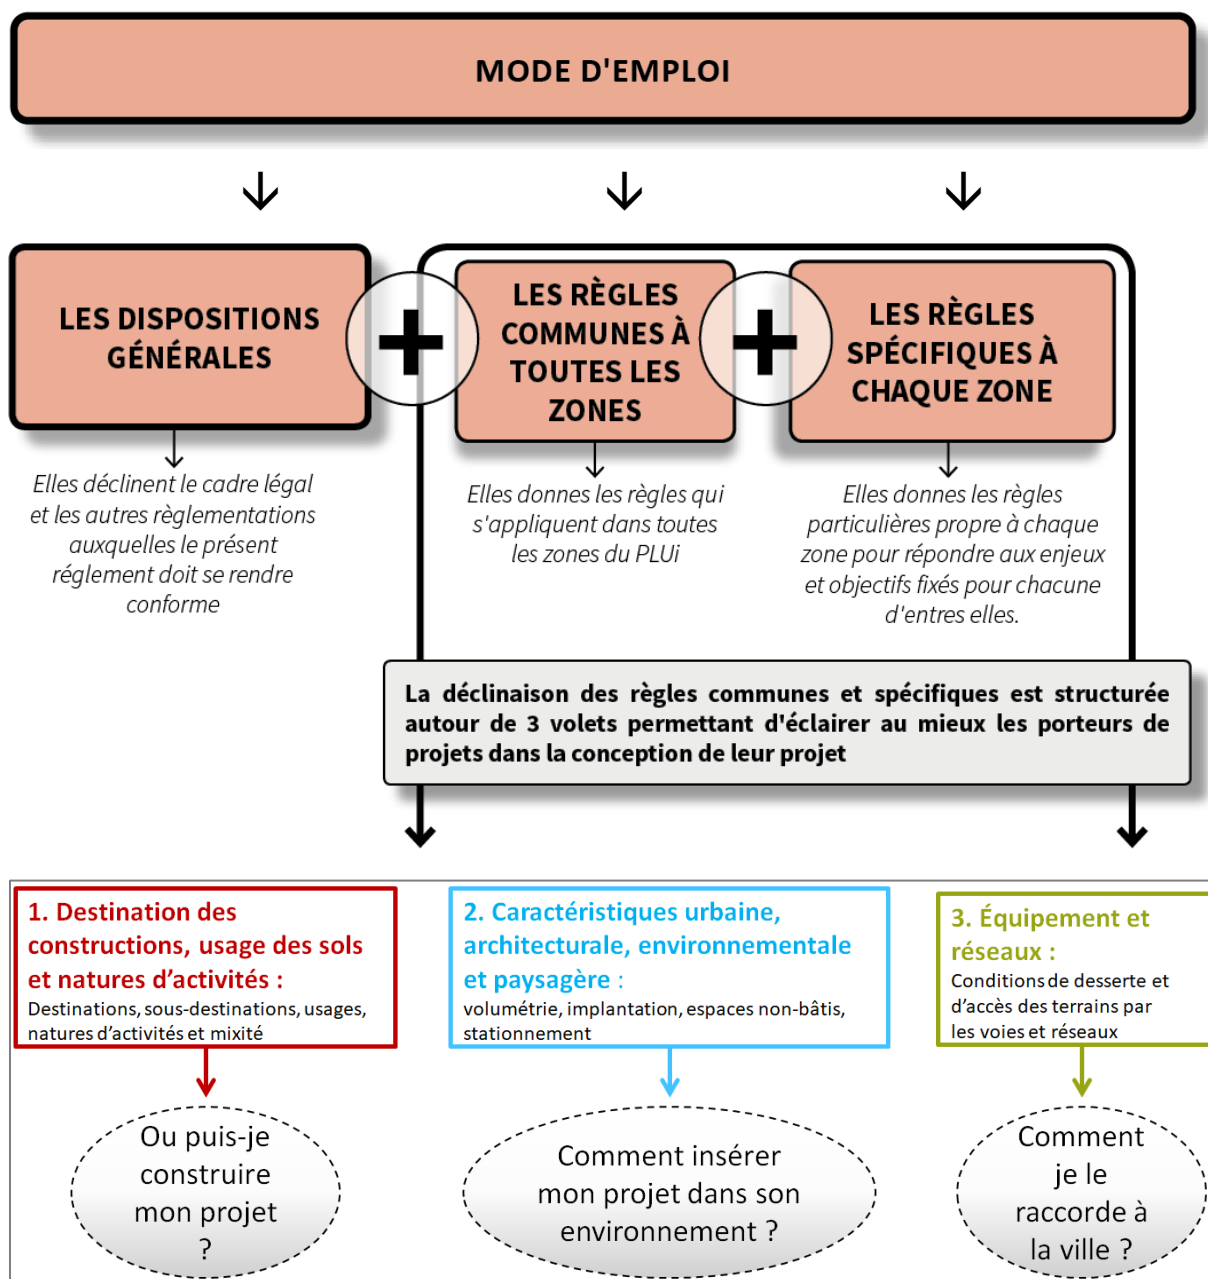 MODE D'EMPLOI
LES DISPOSITIONS
GÉNÉRALES
LES RÈGLES
COMMUNES À
TOUTES LES
ZONES
LES RÈGLES
SPÉCIFIQUES À
CHAQUE ZONE
Elles déclinent le cadre légal
et les autres règlementations
auxquelles le présent
réglement doit se rendre
conforme
Elles donnes les règles qui
s'appliquent dans toutes
les zones du PLUi
Elles donnes les règles
particulières propre à chaque
zone pour répondre aux enjeux
et objectifs fixés pour chacune
d'entres elles.
La déclinaison des règles communes et spécifiques est structurée
autour de 3 volets permettant d'éclairer au mieux les porteurs de
projets dans la conception de leur projet
1. Destination des
constructions, usage des sols
et natures d’activités :
Destinations, sous-destinations, usages,
natures d’activités et mixité
2. Caractéristiques urbaine,
architecturale, environnementale
et paysagère :
volumétrie, implantation, espaces non-bâtis,
stationnement
3. Équipement et
réseaux :
Conditions de desserte et
d’accès des terrains par
les voies et réseaux
Ou puis-je
construire
mon projet
?
Comment insérer
mon projet dans son
environnement ?
Comment
je le
raccorde à
la ville ?